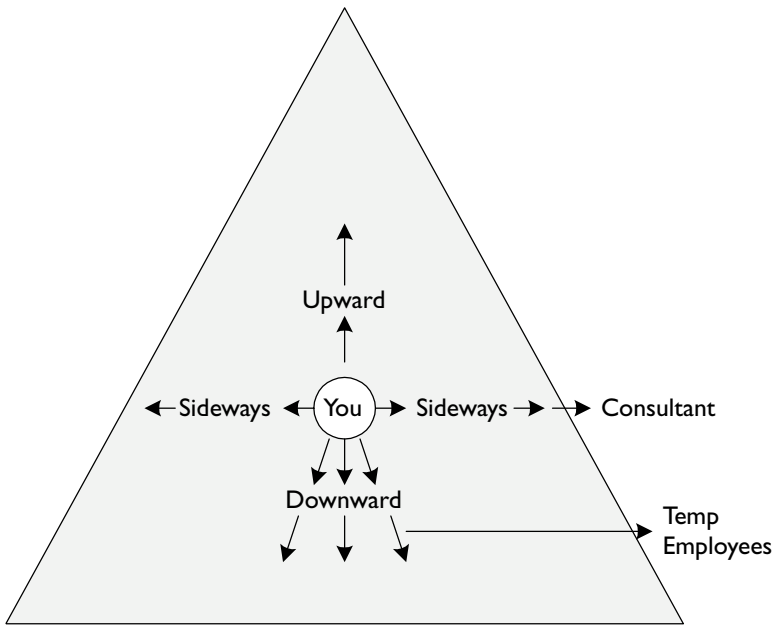 Upward
Sideways You Sideways Consultant
Downward
Temp
Employees